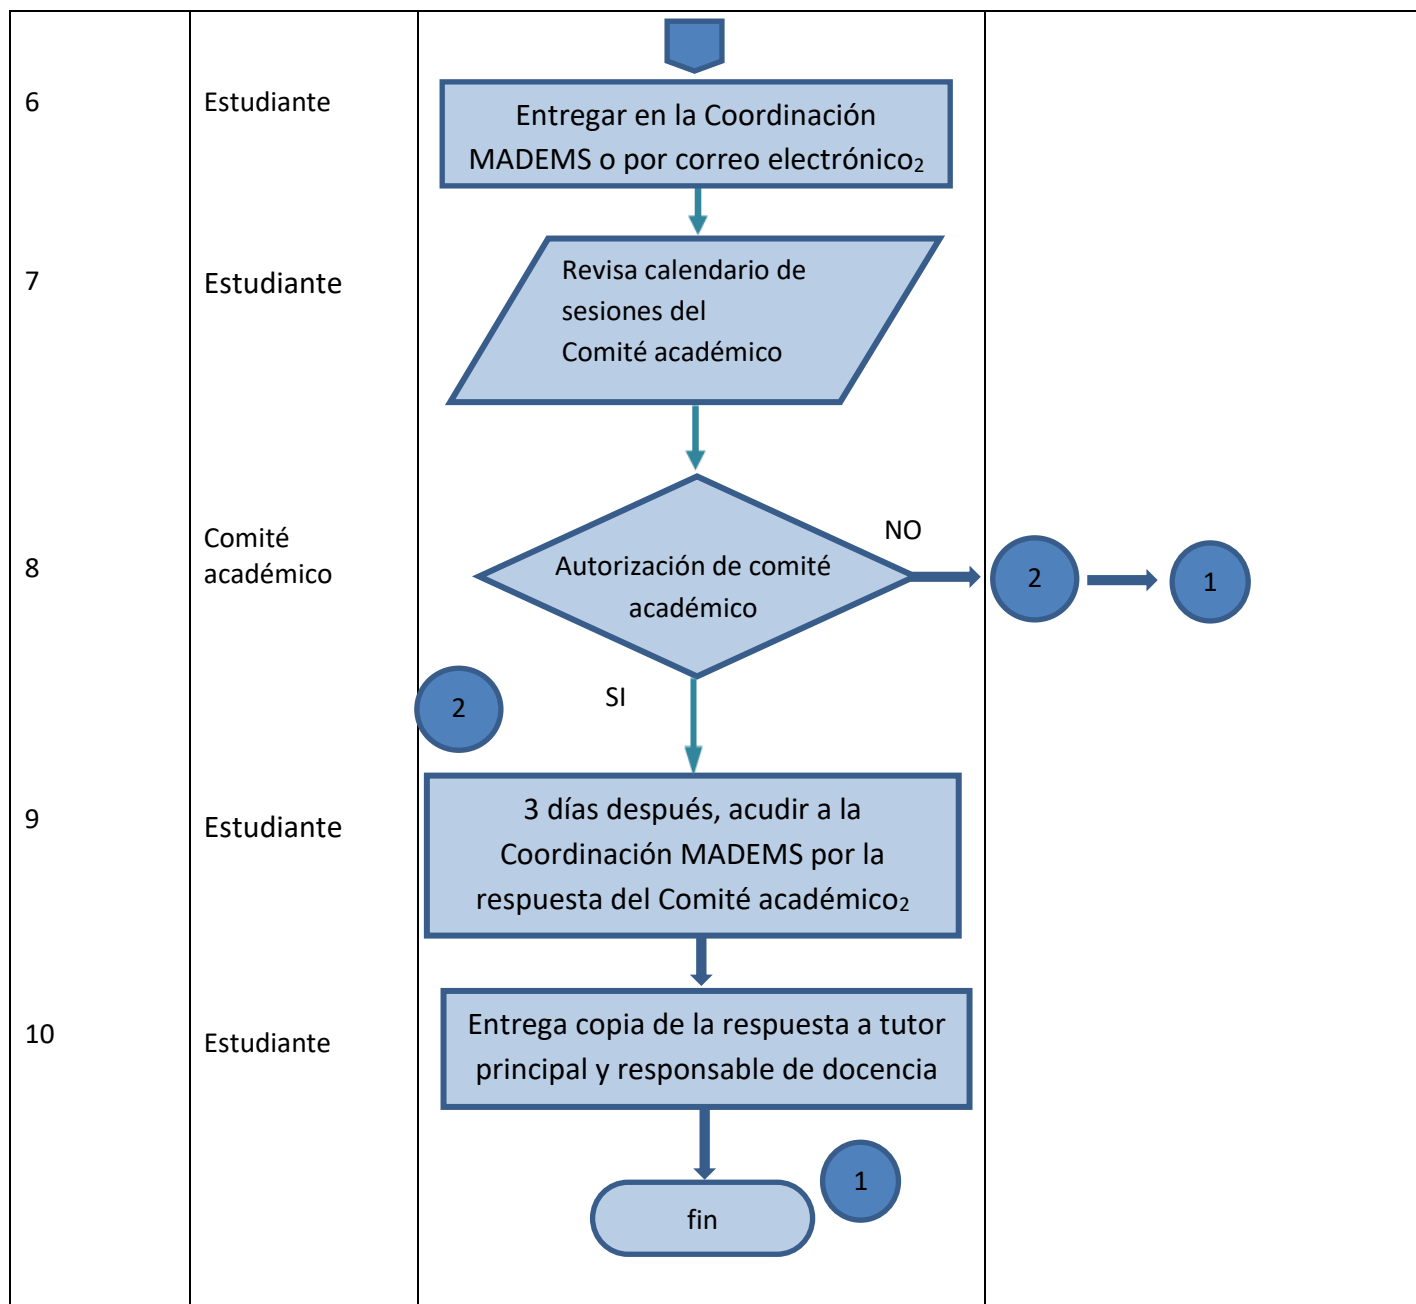 6
Estudiante
Entregar en la Coordinación
MADEMS o por correo electrónico₂
7
Estudiante
Revisa calendario de
sesiones del
Comité académico
8
Comité
académico
Autorización de comité
académico
NO
2
1
SI
2
9
Estudiante
3 días después, acudir a la
Coordinación MADEMS por la
respuesta del Comité académico₂
10
Estudiante
Entrega copia de la respuesta a tutor
principal y responsable de docencia
1
fin